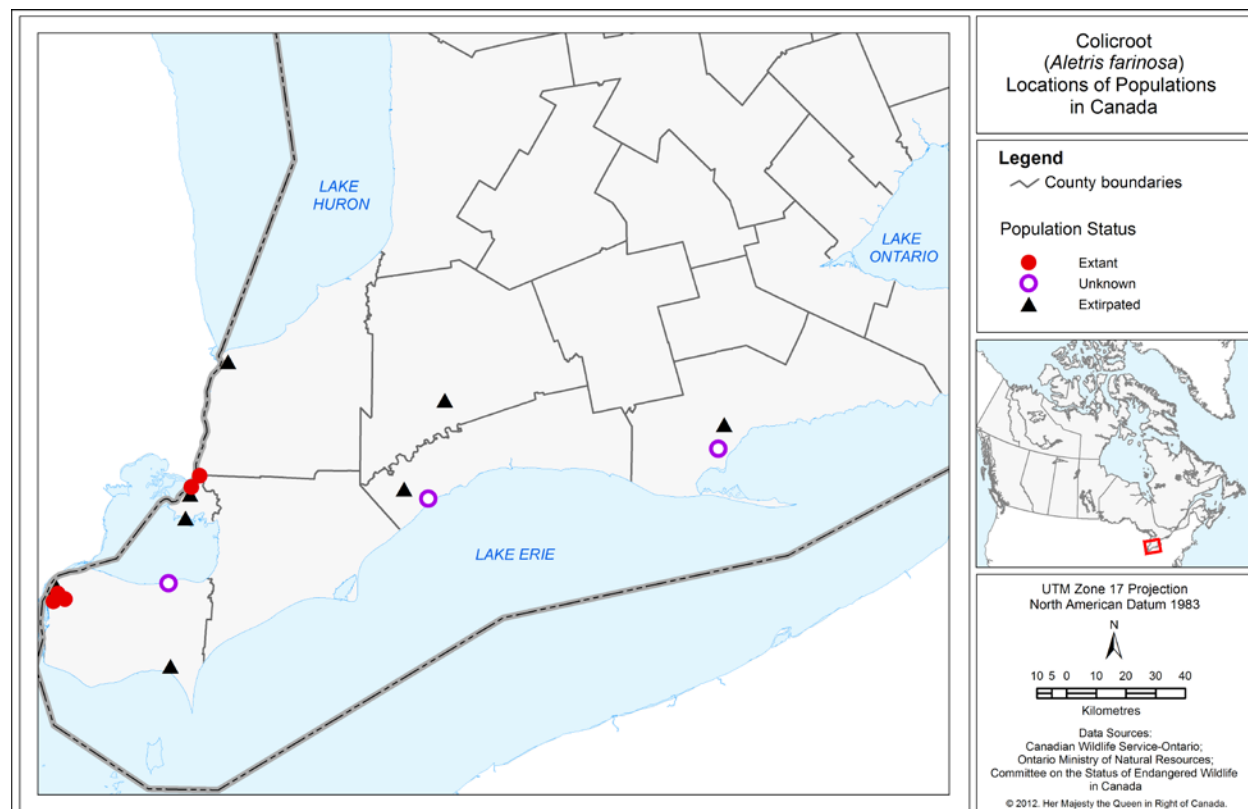 Colicroot
(Aletris farinosa)
Locations of Populations
in Canada
Legend
County boundaries
Population Status
Extant
Unknown
Extirpated
LAKE
HURON
LAKE
ONTARIO
LAKE ERIE
UTM Zone 17 Projection
North American Datum 1983
N
10 5 0 10 20 30 40
Kilometres
Data Sources:
Canadian Wildlife Service-Ontario;
Ontario Ministry of Natural Resources;
Committee on the Status of Endangered Wildlife
in Canada
© 2012. Her Majesty the Queen in Right of Canada.